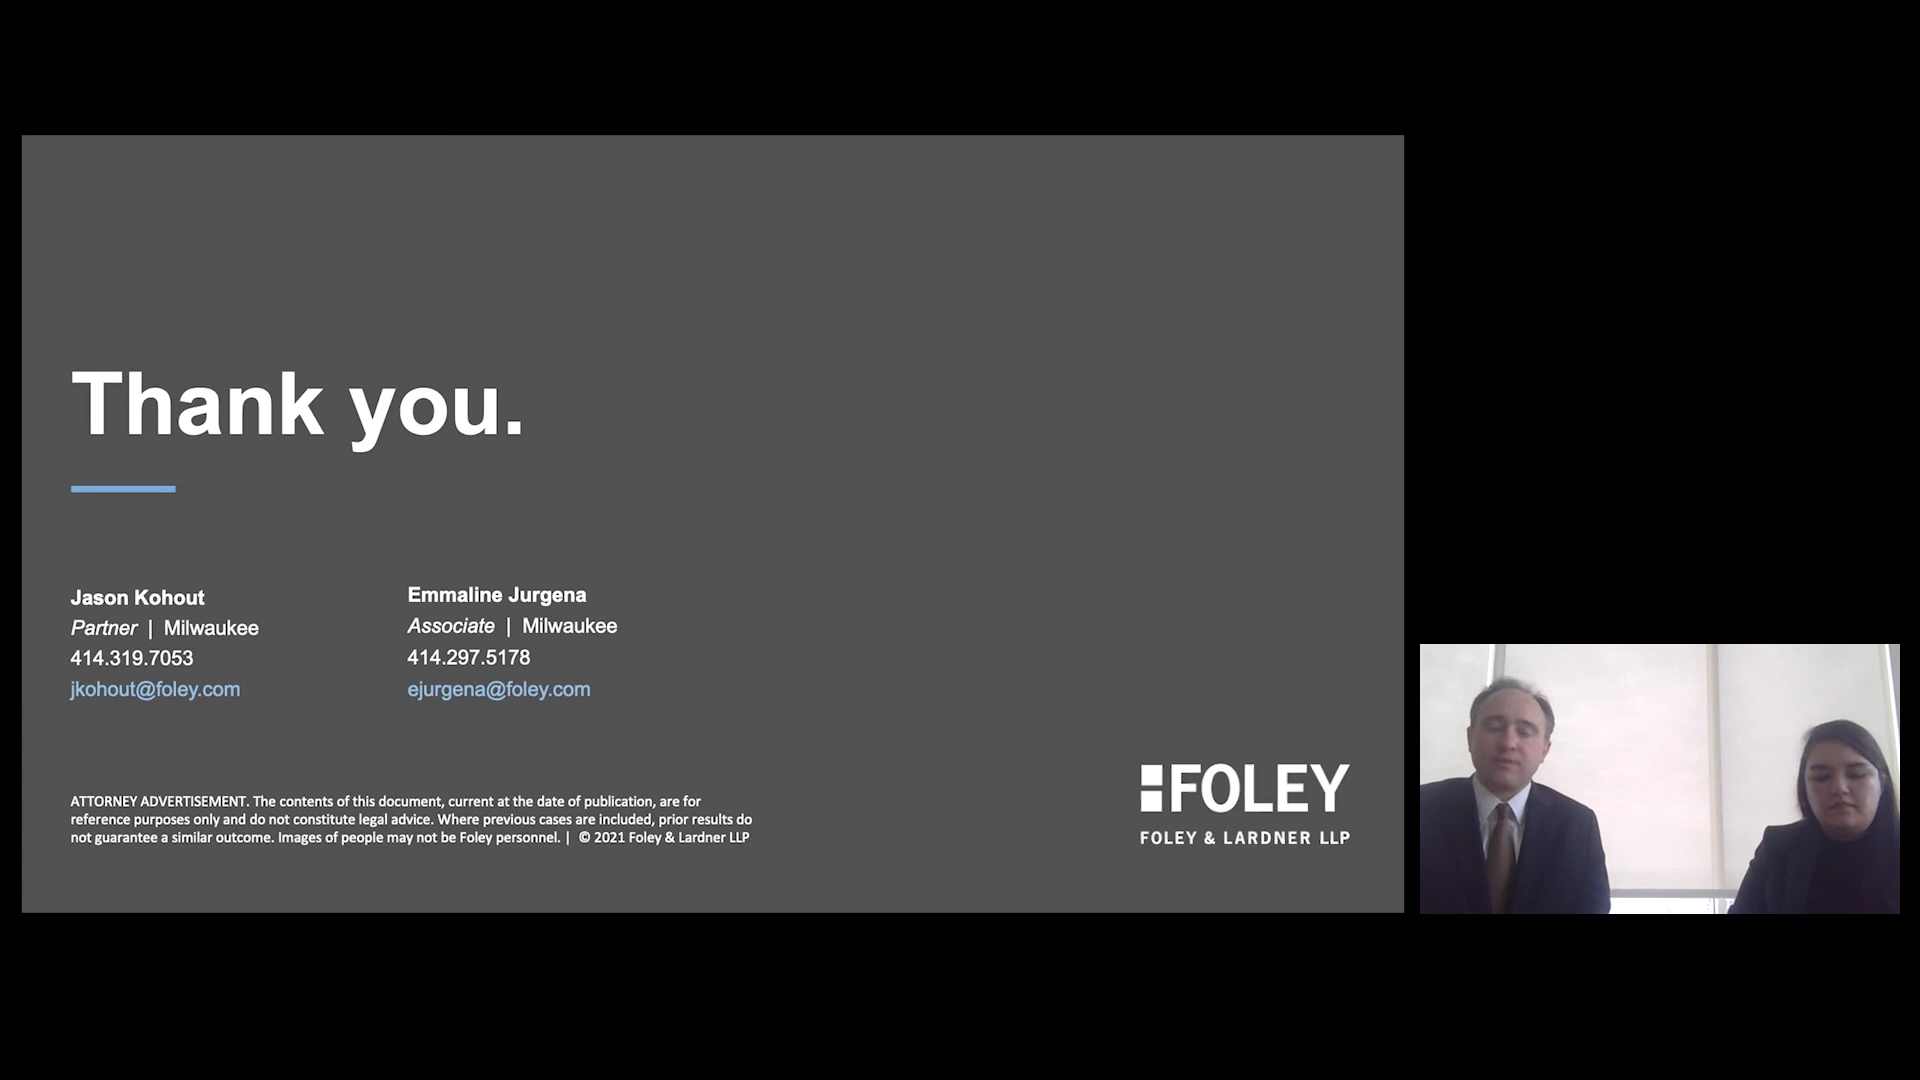 Thank you.
Jason Kohout
Partner | Milwaukee
414.319.7053
jkohout@foley.com
Emmaline Jurgena
Associate | Milwaukee
414.297.5178
ejurgena@foley.com
ATTORNEY ADVERTISEMENT. The contents of this document, current at the date of publication, are for
reference purposes only and do not constitute legal advice. Where previous cases are included, prior results do
not guarantee a similar outcome. Images of people may not be Foley personnel. | © 2021 Foley & Lardner LLP
FOLEY
FOLEY & LARDNER LLP